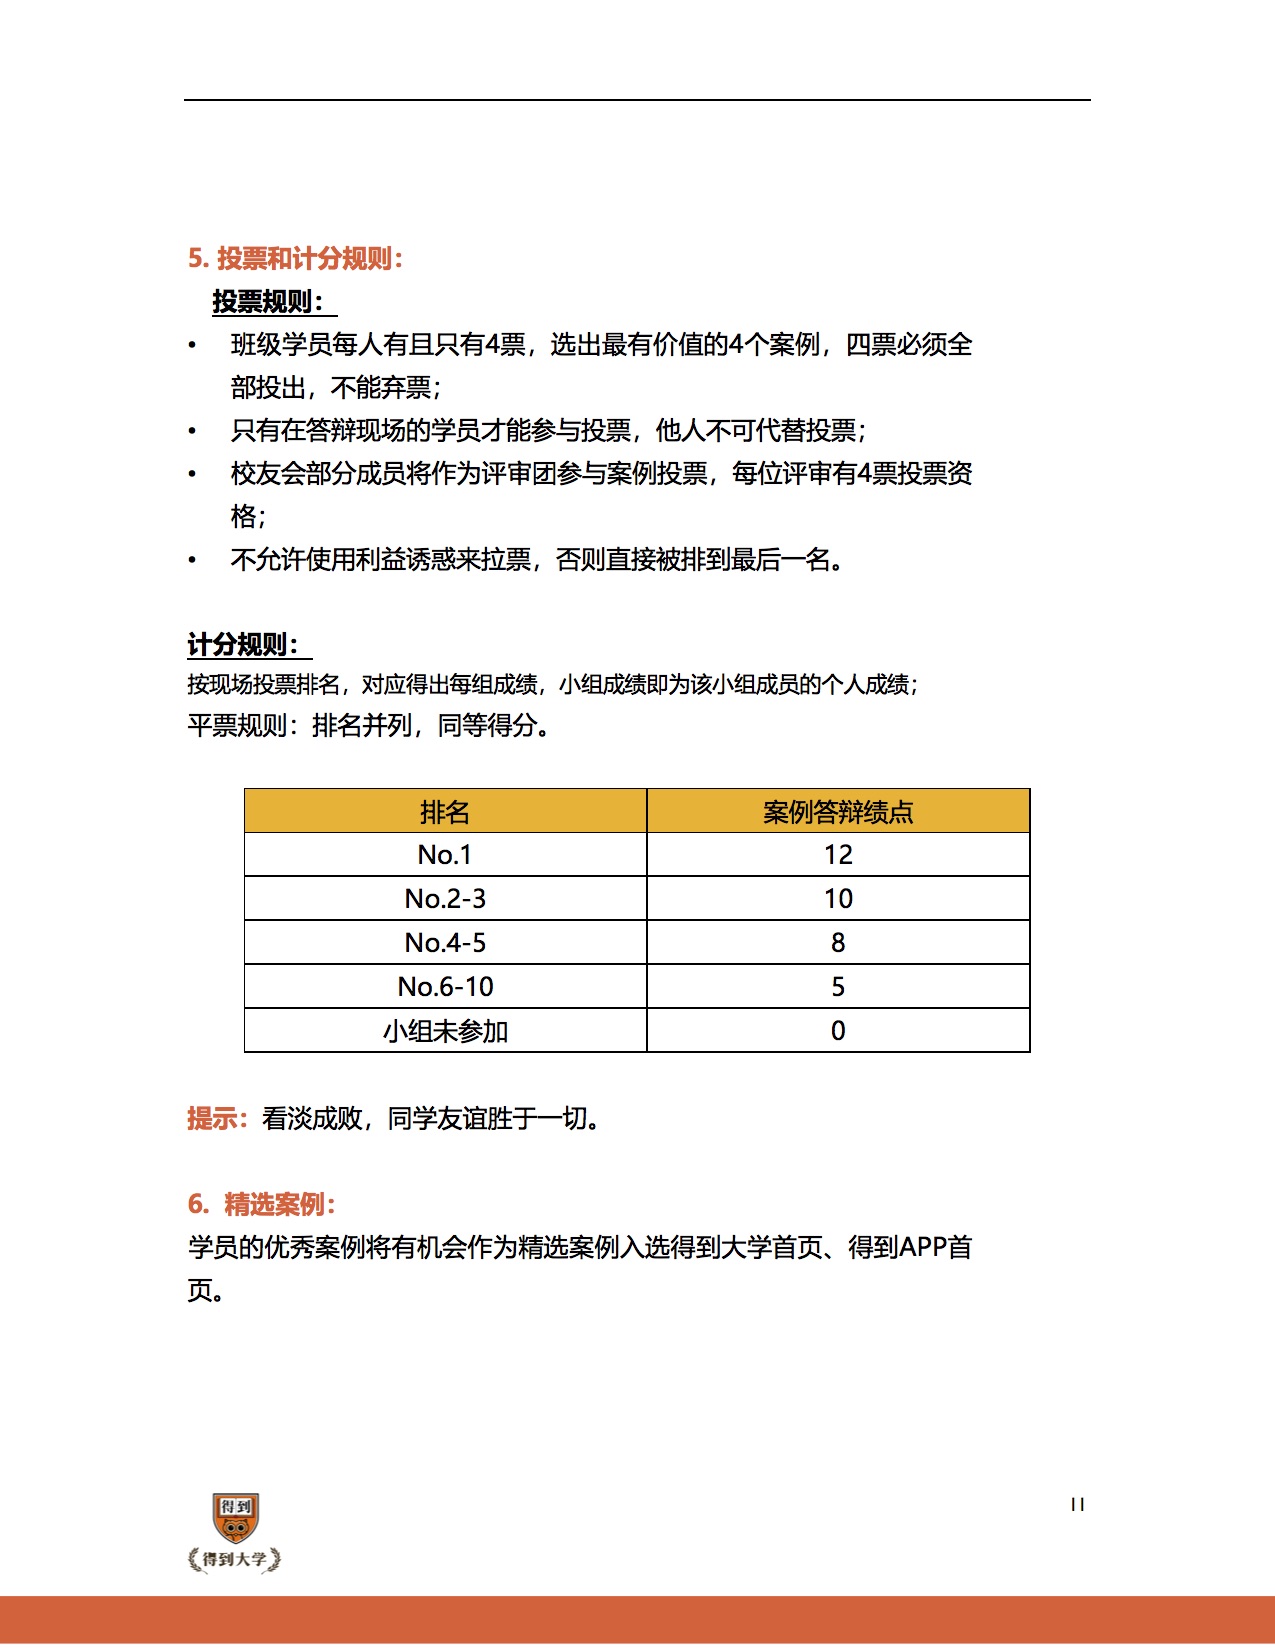 5. 投票和计分规则：
投票规则：
• 班级学员每人有且只有4票，选出最有价值的4个案例，四票必须全
部投出，不能弃票；
• 只有在答辩现场的学员才能参与投票，他人不可代替投票；
• 校友会部分成员将作为评审团参与案例投票，每位评审有4票投票资
格；
• 不允许使用利益诱惑来拉票，否则直接被排到最后一名。
计分规则：
按现场投票排名，对应得出每组成绩，小组成绩即为该小组成员的个人成绩；
平票规则：排名并列，同等得分。
排名 案例答辩绩点
No.1 12
No.2-3 10
No.4-5 8
No.6-10 5
小组未参加 0
提示：看淡成败，同学友谊胜于一切。
6. 精选案例：
学员的优秀案例将有机会作为精选案例入选得到大学首页、得到APP首
页。
得到
得到大学
11